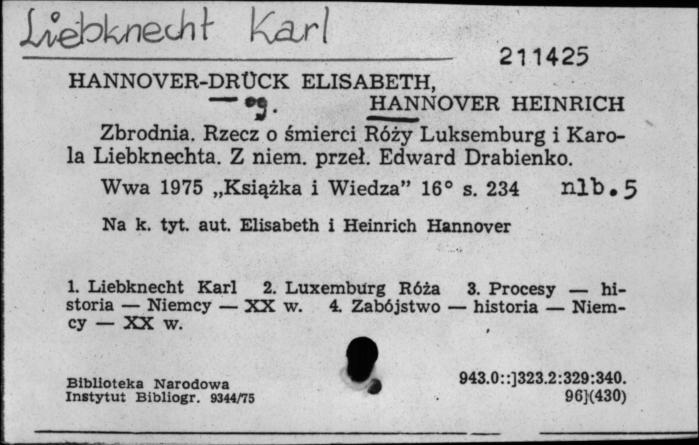 Liebknecht Karl
211425
HANNOVER-DRÜCK ELISABETH,
og. HANNOVER HEINRICH
Zbrodnia. Rzecz o śmierci Róży Luksemburg i Karo-
la Liebknechta. Z niem. przeł. Edward Drabienko.
Wwa 1975 „Książka i Wiedza” 16° s. 234 nlb. 5
Na k. tyt. aut. Elisabeth i Heinrich Hannover
1. Liebknecht Karl 2. Luxemburg Róża 3. Procesy — hi-
storia — Niemcy — XX w. 4. Zabójstwo — historia — Niem-
cy — XX w.
Biblioteka Narodowa
Instytut Bibliogr. 9344/75
943.0::]323.2:329:340.
96](430)